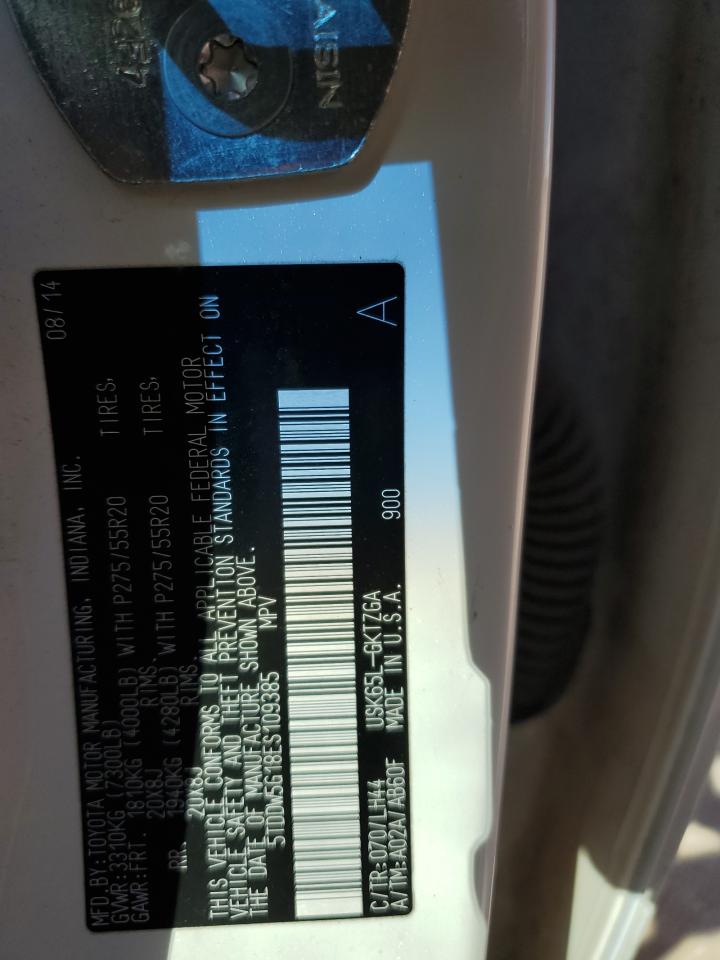 AISIN
MFD.BY:TOYOTA MOTOR MANUFACTURING, INDIANA, INC. 08/14
GVWR:3310KG (7300LB)
GAWR:FRT. 1810KG (4000LB) WITH P275/55R20 TIRES,
20X8J RIMS.
RR. 1940KG (4280LB) WITH P275/55R20 TIRES,
20X8J RIMS.
THIS VEHICLE CONFORMS TO ALL APPLICABLE FEDERAL MOTOR
VEHICLE SAFETY AND THEFT PREVENTION STANDARDS IN EFFECT ON
THE DATE OF MANUFACTURE SHOWN ABOVE.
5TDDW5G18ES109385 MPV
C/TR:070/LH44 USK65L-GKTZGA 900 A
A/TM:A02A/AB60F MADE IN U.S.A.